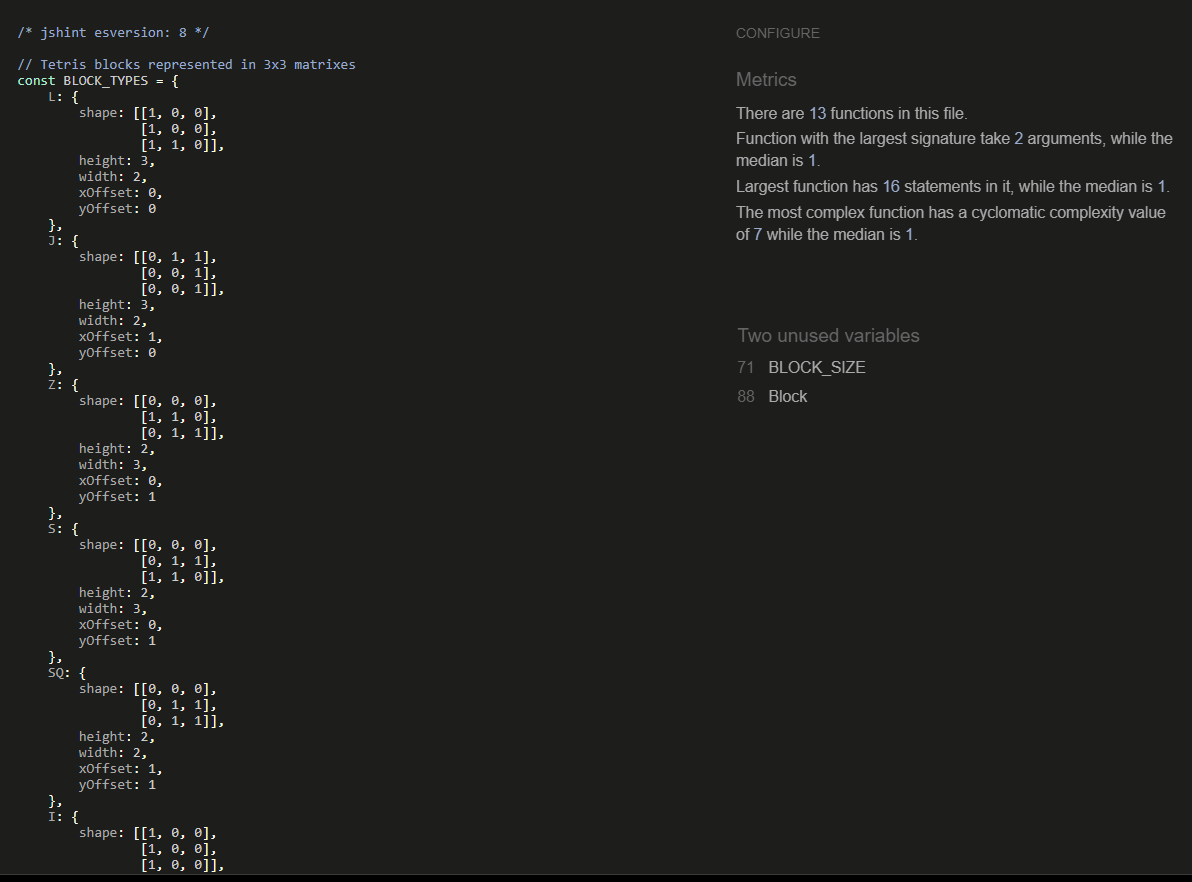 /* jshint esversion: 8 */
// Tetris blocks represented in 3x3 matrixes
const BLOCK_TYPES = {
    L: {
        shape: [[1, 0, 0],
                [1, 0, 0],
                [1, 1, 0]],
        height: 3,
        width: 2,
        xOffset: 0,
        yOffset: 0
    },
    J: {
        shape: [[0, 1, 1],
                [0, 0, 1],
                [0, 0, 1]],
        height: 3,
        width: 2,
        xOffset: 1,
        yOffset: 0
    },
    Z: {
        shape: [[0, 0, 0],
                [1, 1, 0],
                [0, 1, 1]],
        height: 2,
        width: 3,
        xOffset: 0,
        yOffset: 1
    },
    S: {
        shape: [[0, 0, 0],
                [0, 1, 1],
                [1, 1, 0]],
        height: 2,
        width: 3,
        xOffset: 0,
        yOffset: 1
    },
    SQ: {
        shape: [[0, 0, 0],
                [0, 1, 1],
                [0, 1, 1]],
        height: 2,
        width: 2,
        xOffset: 1,
        yOffset: 1
    },
    I: {
        shape: [[1, 0, 0],
                [1, 0, 0],
                [1, 0, 0]],
CONFIGURE
Metrics
There are 13 functions in this file.
Function with the largest signature take 2 arguments, while the
median is 1.
Largest function has 16 statements in it, while the median is 1.
The most complex function has a cyclomatic complexity value
of 7 while the median is 1.
Two unused variables
71 BLOCK_SIZE
88 Block